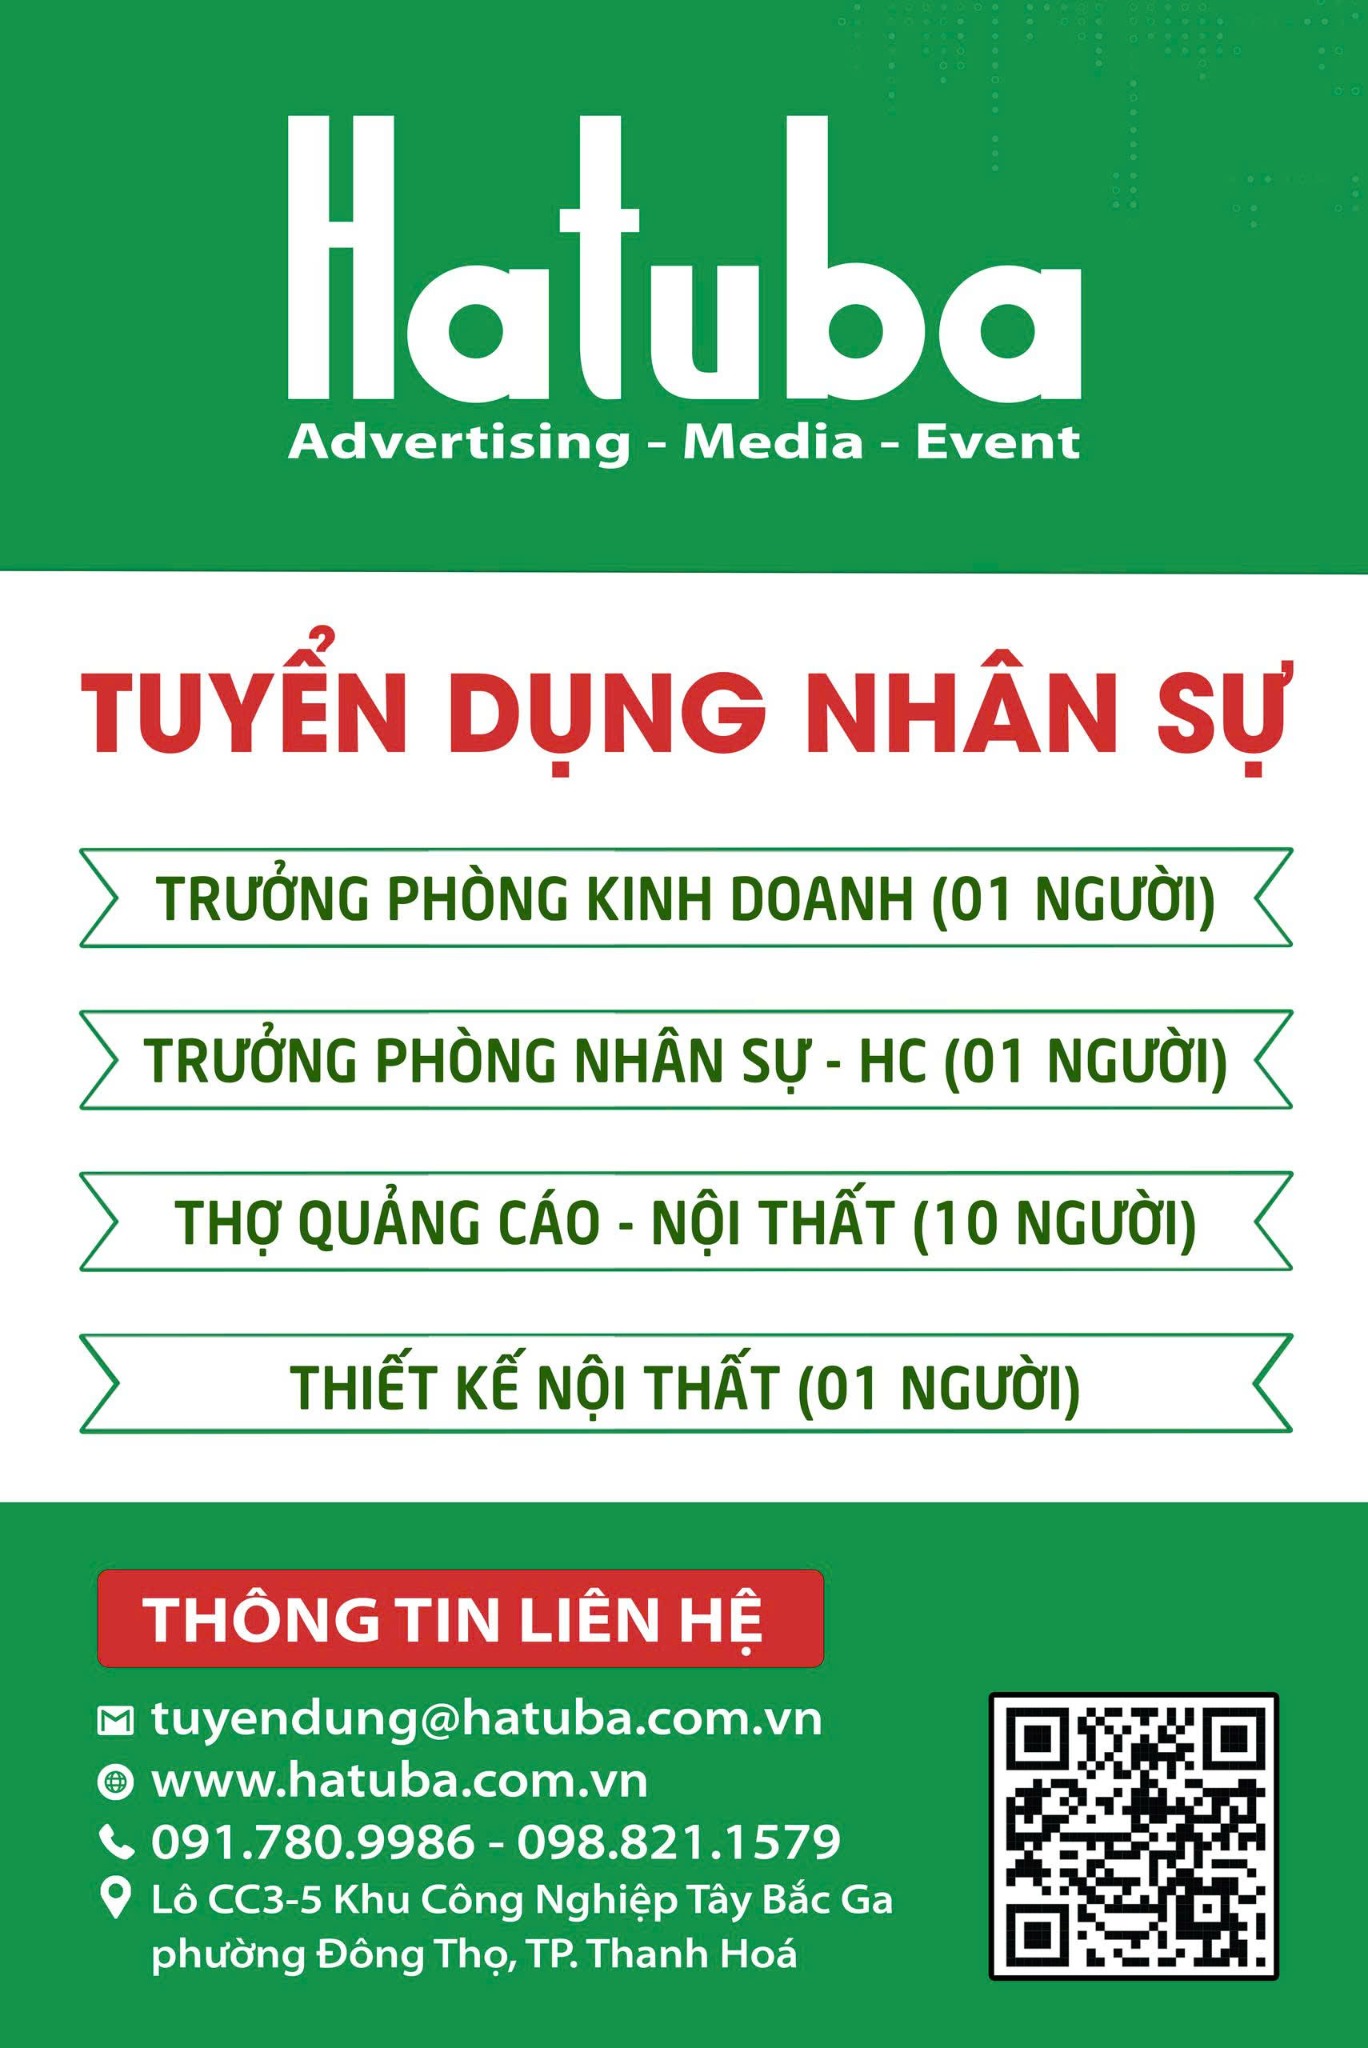 Hatuba
Advertising - Media - Event
TUYỂN DỤNG NHÂN SỰ
TRƯỞNG PHÒNG KINH DOANH (01 NGƯỜI)
TRƯỞNG PHÒNG NHÂN SỰ - HC (01 NGƯỜI)
THỢ QUẢNG CÁO - NỘI THẤT (10 NGƯỜI)
THIẾT KẾ NỘI THẤT (01 NGƯỜI)
THÔNG TIN LIÊN HỆ
tuyendung@hatuba.com.vn
www.hatuba.com.vn
091.780.9986 - 098.821.1579
Lô CC3-5 Khu Công Nghiệp Tây Bắc Ga
phường Đông Thọ, TP. Thanh Hoá